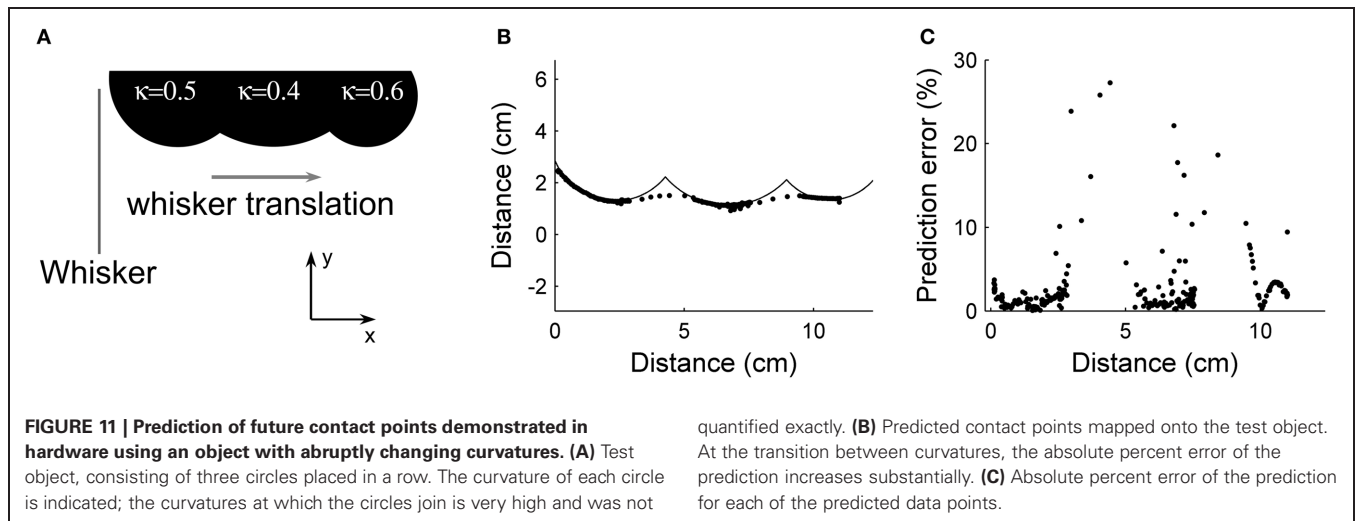 A
κ=0.5 κ=0.4 κ=0.6
whisker translation
Whisker
y
x
B
Distance (cm)
6
4
2
0
-2
0 5 10
Distance (cm)
C
Prediction error (%)
30
20
10
0
0 5 10
Distance (cm)
FIGURE 11 | Prediction of future contact points demonstrated in
hardware using an object with abruptly changing curvatures. (A) Test
object, consisting of three circles placed in a row. The curvature of each circle
is indicated; the curvatures at which the circles join is very high and was not
quantified exactly. (B) Predicted contact points mapped onto the test object.
At the transition between curvatures, the absolute percent error of the
prediction increases substantially. (C) Absolute percent error of the prediction
for each of the predicted data points.